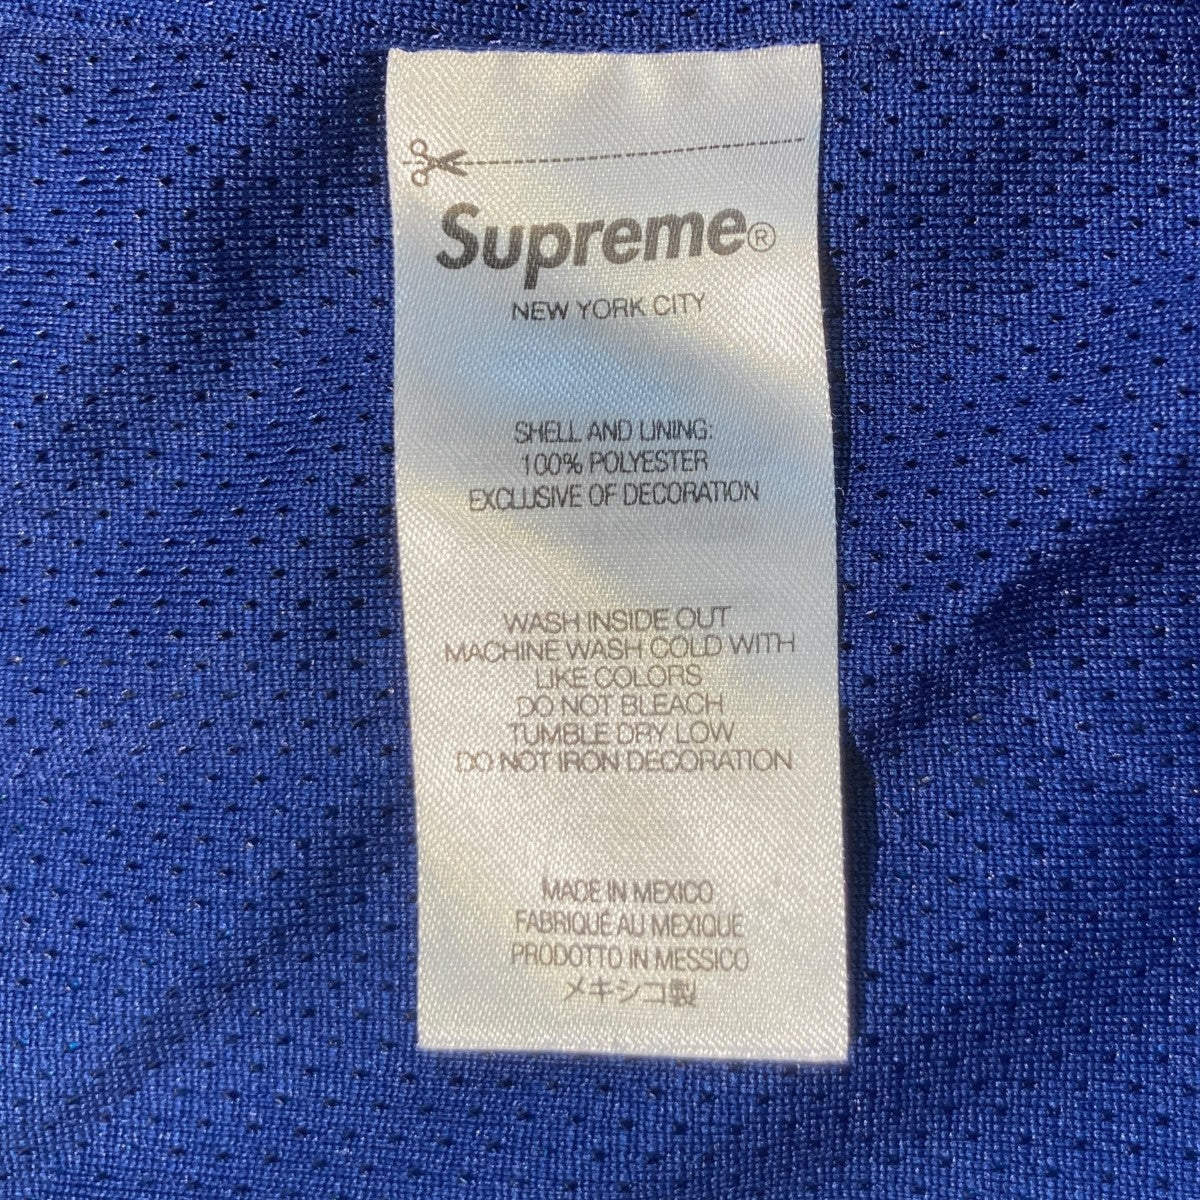 Supreme®
NEW YORK CITY
SHELL AND LINING:
100% POLYESTER
EXCLUSIVE OF DECORATION
WASH INSIDE OUT
MACHINE WASH COLD WITH
LIKE COLORS
DO NOT BLEACH
TUMBLE DRY LOW
DO NOT IRON DECORATION
MADE IN MEXICO
FABRIQUÉ AU MEXIQUE
PRODOTTO IN MESSICO
メキシコ製